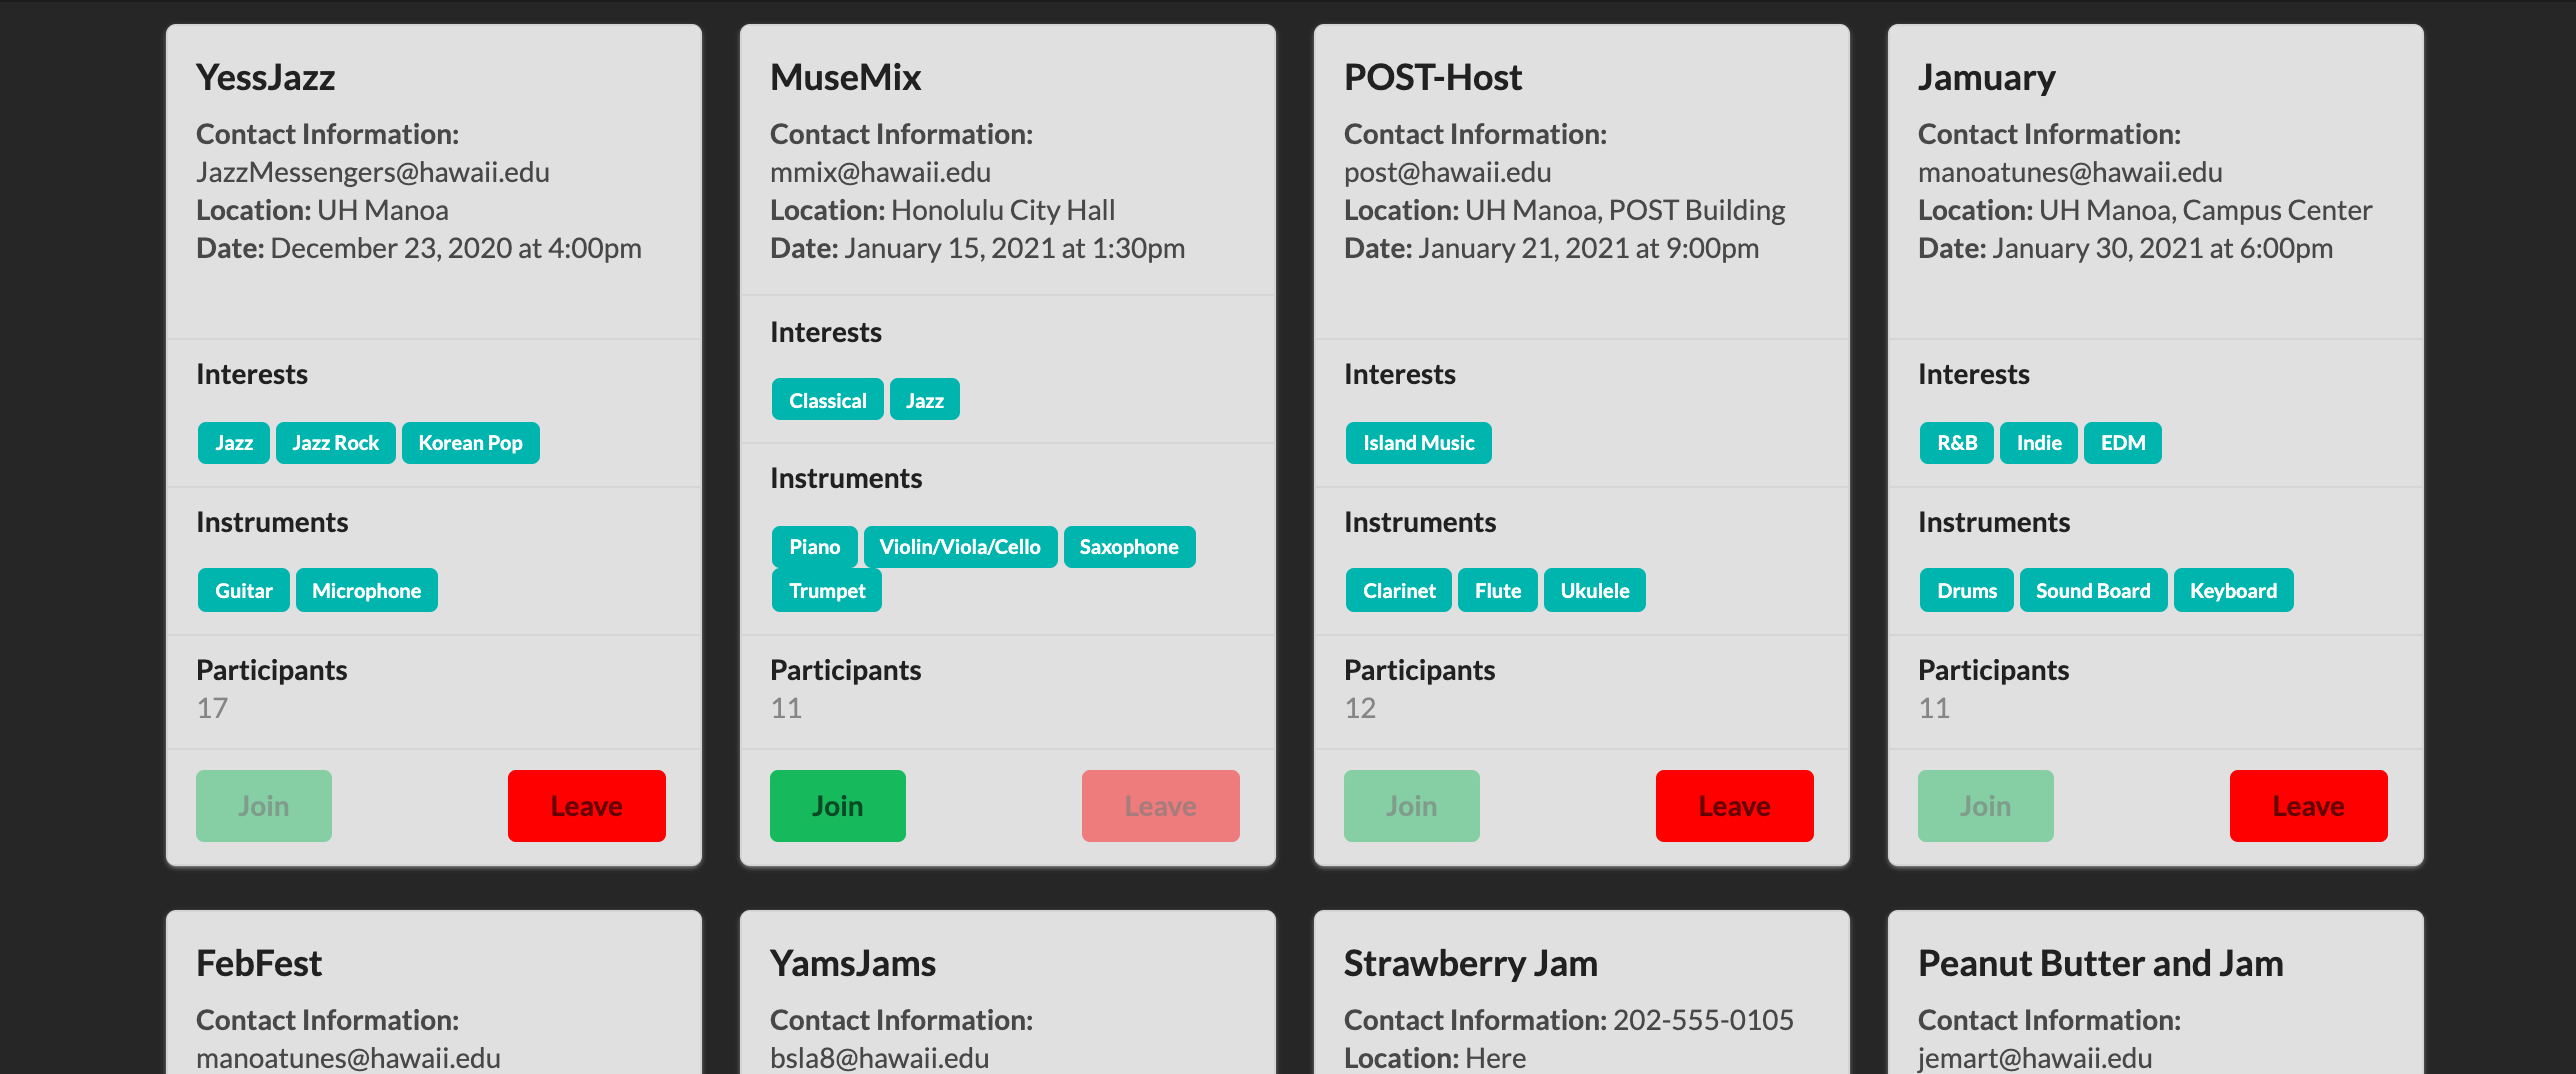 YessJazz
Contact Information:
JazzMessengers@hawaii.edu
Location: UH Manoa
Date: December 23, 2020 at 4:00pm
Interests
Jazz Jazz Rock Korean Pop
Instruments
Guitar Microphone
Participants
17
Join Leave
MuseMix
Contact Information:
mmix@hawaii.edu
Location: Honolulu City Hall
Date: January 15, 2021 at 1:30pm
Interests
Classical Jazz
Instruments
Piano Violin/Viola/Cello Saxophone
Trumpet
Participants
11
Join Leave
POST-Host
Contact Information:
post@hawaii.edu
Location: UH Manoa, POST Building
Date: January 21, 2021 at 9:00pm
Interests
Island Music
Instruments
Clarinet Flute Ukulele
Participants
12
Join Leave
Jamuary
Contact Information:
manoatunes@hawaii.edu
Location: UH Manoa, Campus Center
Date: January 30, 2021 at 6:00pm
Interests
R&B Indie EDM
Instruments
Drums Sound Board Keyboard
Participants
11
Join Leave
FebFest
Contact Information:
manoatunes@hawaii.edu
YamsJams
Contact Information:
bsla8@hawaii.edu
Strawberry Jam
Contact Information: 202-555-0105
Location: Here
Peanut Butter and Jam
Contact Information:
jemart@hawaii.edu